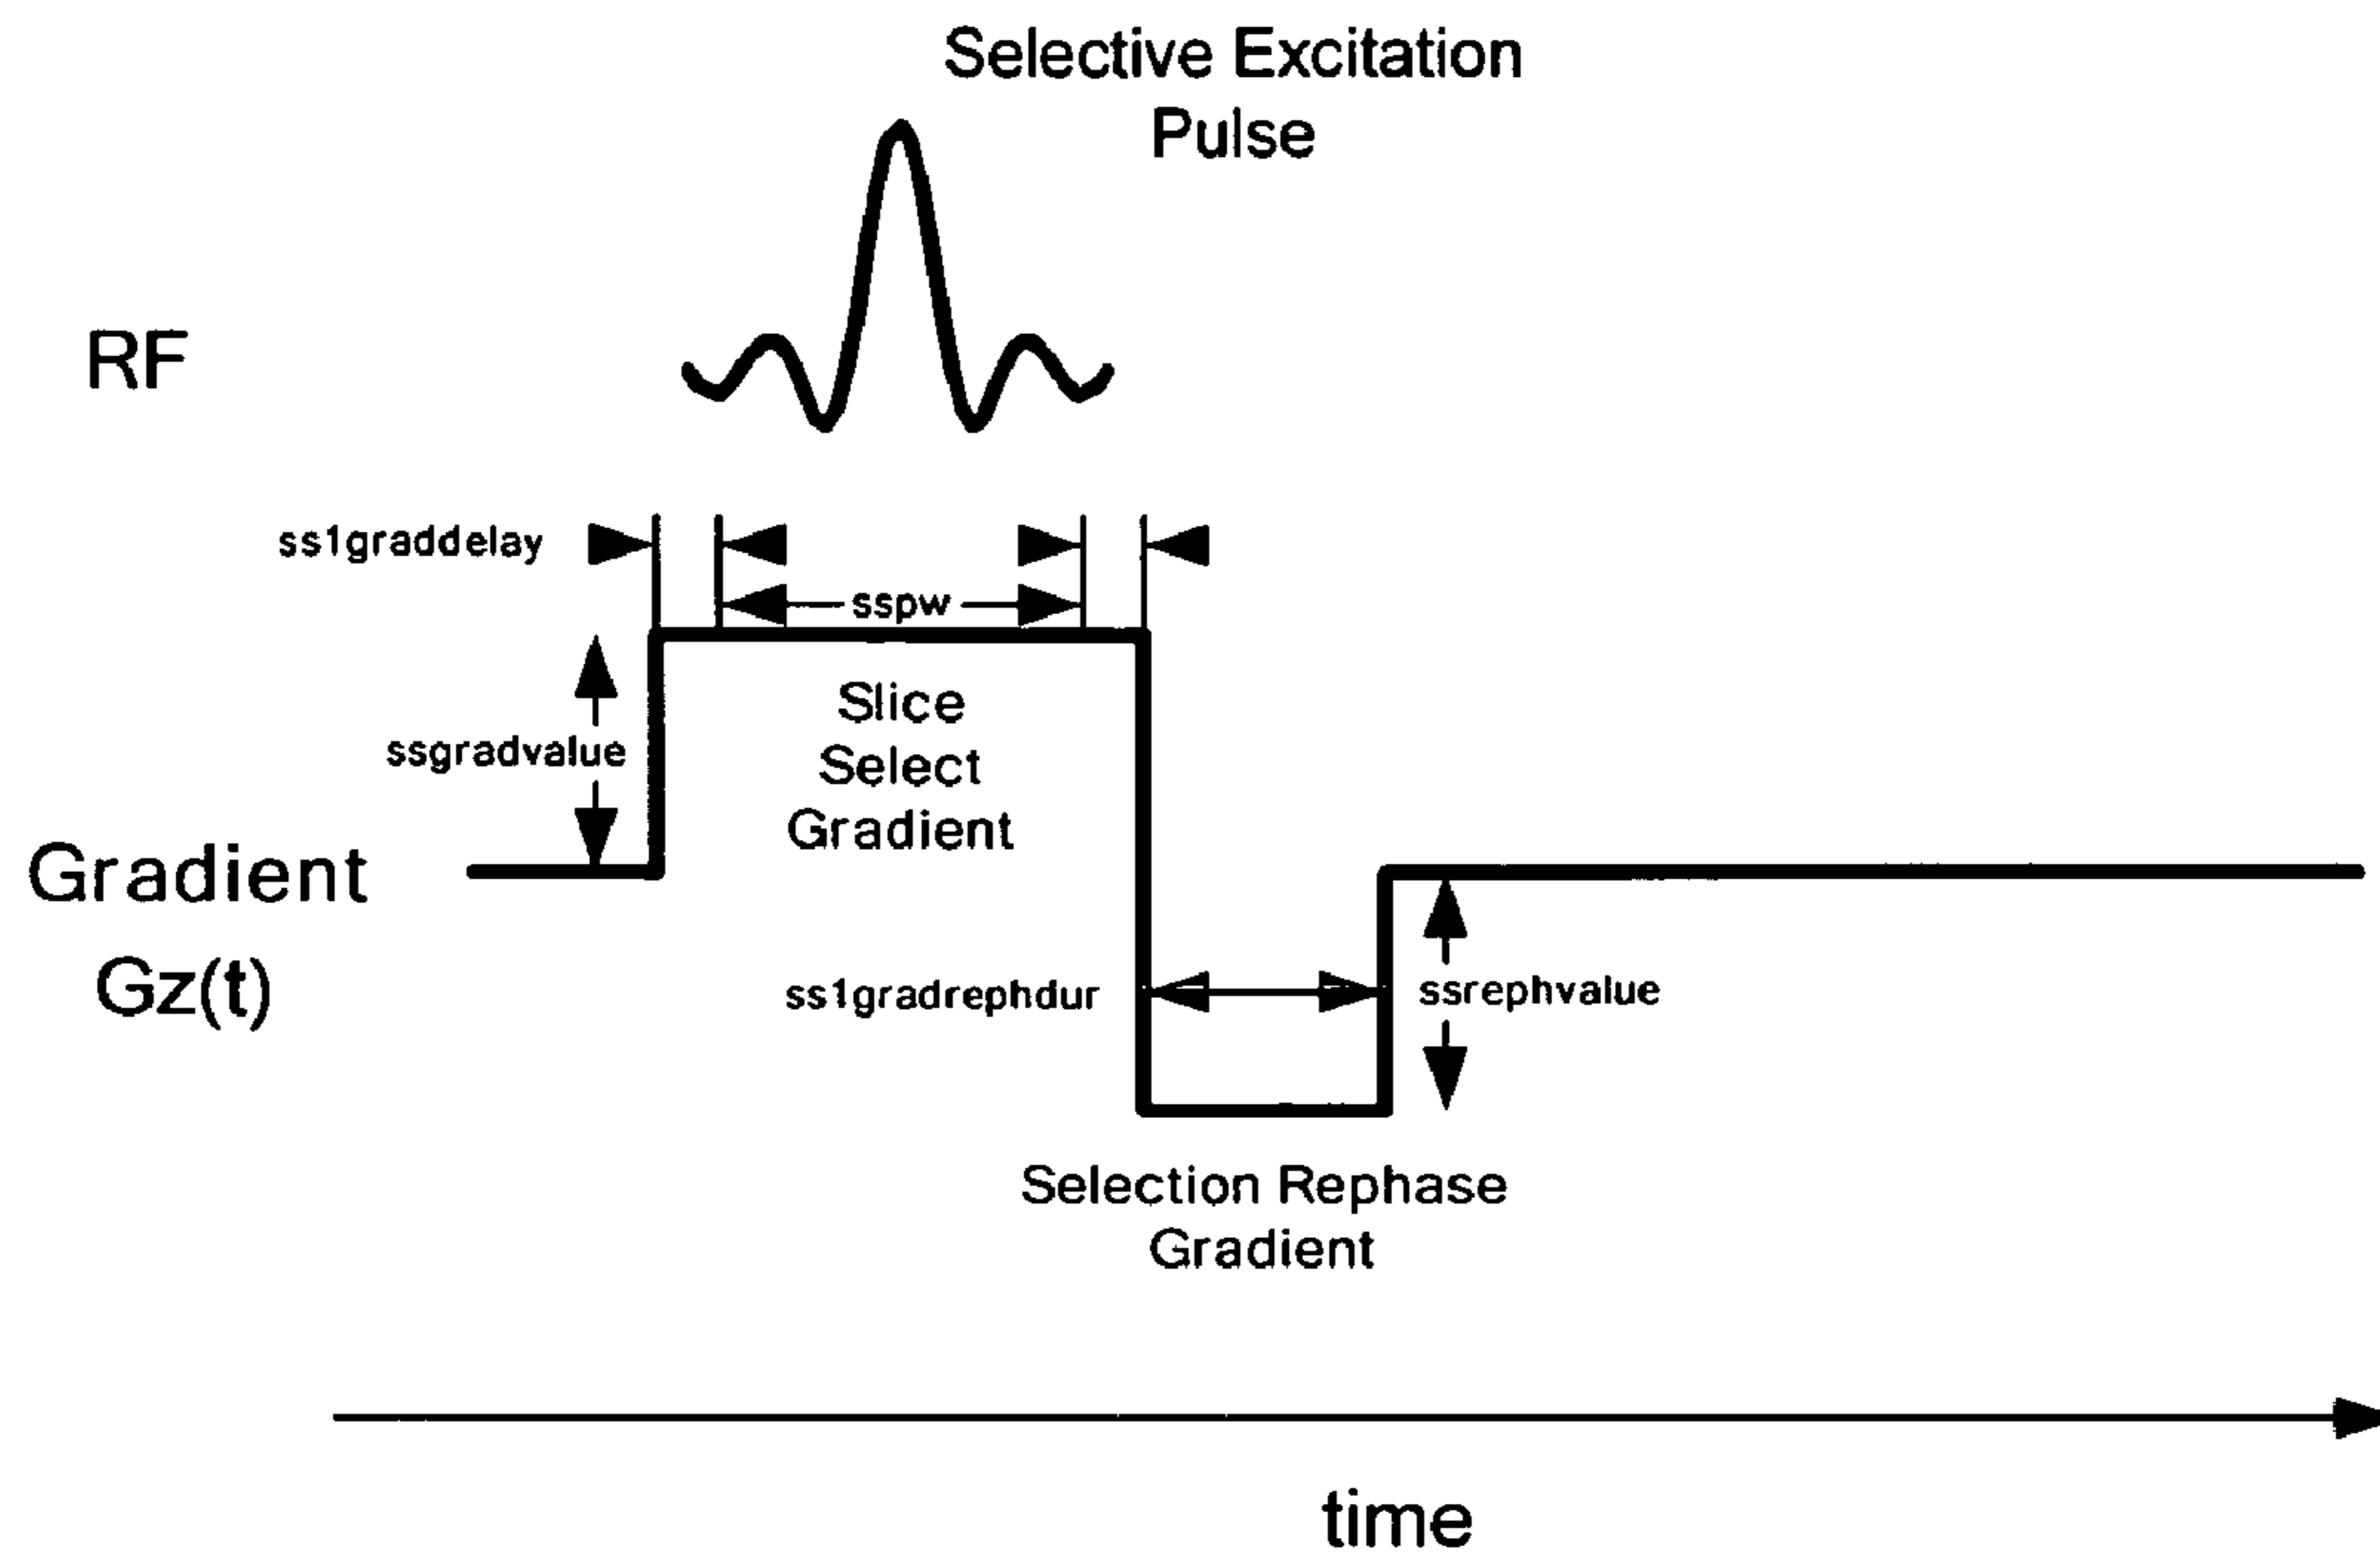 Selective Excitation
Pulse
RF
ss1graddelay
sspw
Slice
Select
Gradient
ssgradvalue
Gradient
Gz(t)
ss1gradrephdur
ssrephvalue
Selection Rephase
Gradient
time